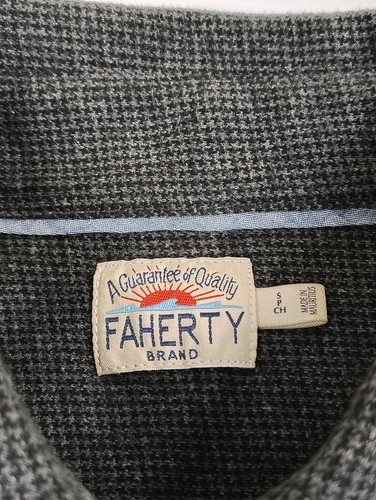 A Guarantee of Quality
FAHERTY
BRAND
S
P
CH
MADE IN
MAURITIUS